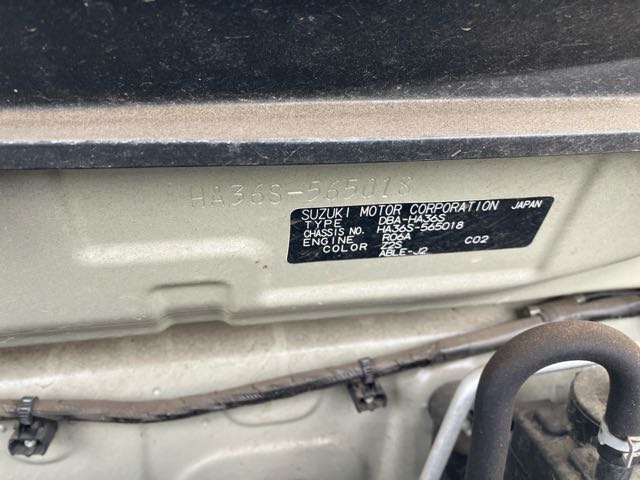 HA36S-565018
SUZUKI MOTOR CORPORATION JAPAN
TYPE DBA-HA36S
CHASSIS NO. HA36S-565018
ENGINE R06A
COLOR Z2S C02
ABLE-J2